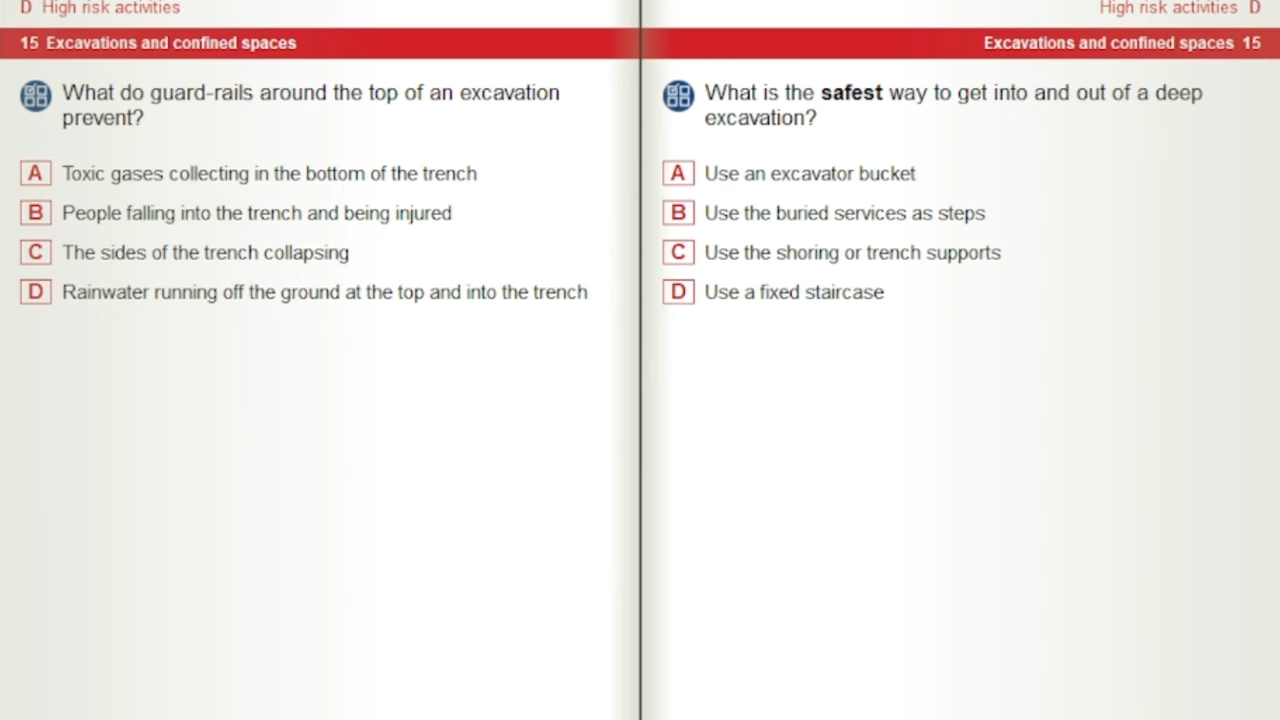 D High risk activities
15 Excavations and confined spaces
What do guard-rails around the top of an excavation
prevent?
A Toxic gases collecting in the bottom of the trench
B People falling into the trench and being injured
C The sides of the trench collapsing
D Rainwater running off the ground at the top and into the trench
High risk activities D
Excavations and confined spaces 15
What is the safest way to get into and out of a deep
excavation?
A Use an excavator bucket
B Use the buried services as steps
C Use the shoring or trench supports
D Use a fixed staircase